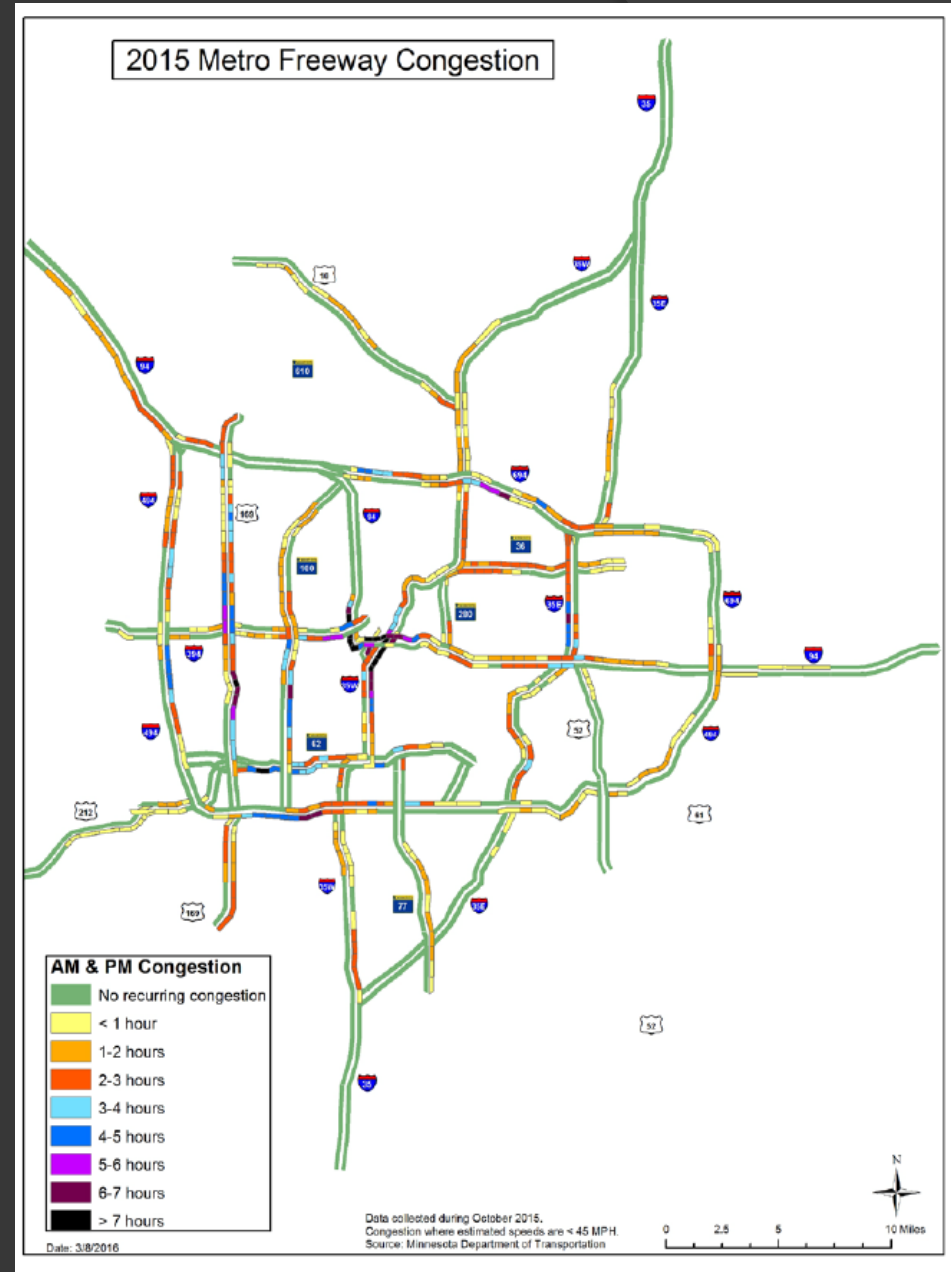 2015 Metro Freeway Congestion
35
35W
10
35E
94
610
694
494
169
94
36
100
280
35E
694
94
394
35W
52
494
62
494
212
61
35W
169
77
35E
AM & PM Congestion
No recurring congestion
< 1 hour
1-2 hours
2-3 hours
3-4 hours
4-5 hours
5-6 hours
6-7 hours
> 7 hours
52
35
N
Data collected during October 2015.
Congestion where estimated speeds are < 45 MPH.
Source: Minnesota Department of Transportation
0 2.5 5 10 Miles
Date: 3/8/2016